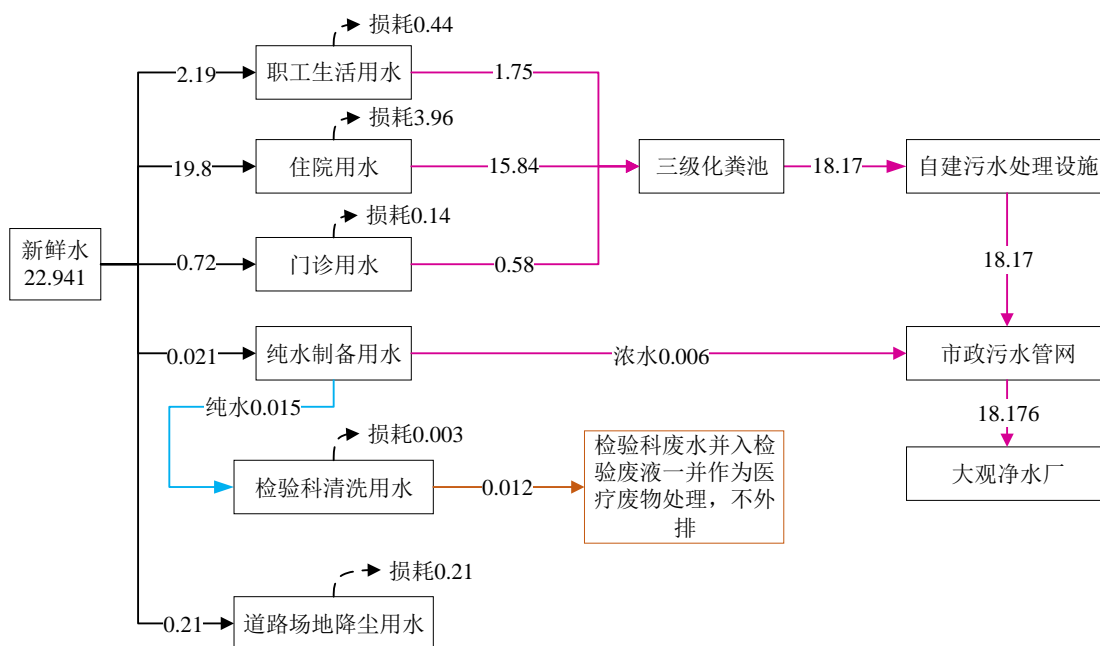 损耗0.44
职工生活用水
2.19
1.75
损耗3.96
住院用水
19.8
15.84
三级化粪池
18.17
自建污水处理设施
损耗0.14
新鲜水
22.941
0.72
门诊用水
0.58
18.17
0.021
纯水制备用水
浓水0.006
市政污水管网
纯水0.015
18.176
损耗0.003
检验科清洗用水
0.012
检验科废水并入检
验废液一并作为医
疗废物处理，不外
排
大观净水厂
损耗0.21
0.21
道路场地降尘用水